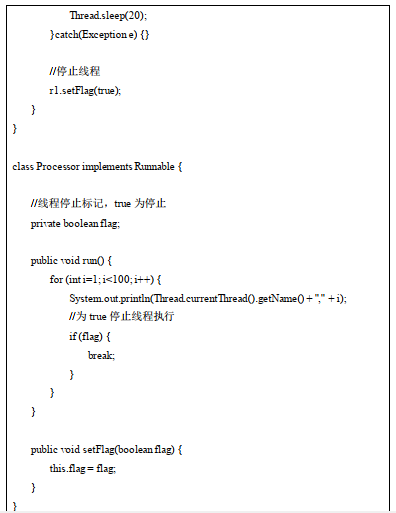 Thread.sleep(20);
}catch(Exception e) {}
//停止线程
r1.setFlag(true);
}
}
class Processor implements Runnable {
//线程停止标记，true 为停止
private boolean flag;
public void run() {
for (int i=1; i<100; i++) {
System.out.println(Thread.currentThread().getName() + "," + i);
//为 true 停止线程执行
if (flag) {
break;
}
}
}
public void setFlag(boolean flag) {
this.flag = flag;
}
}